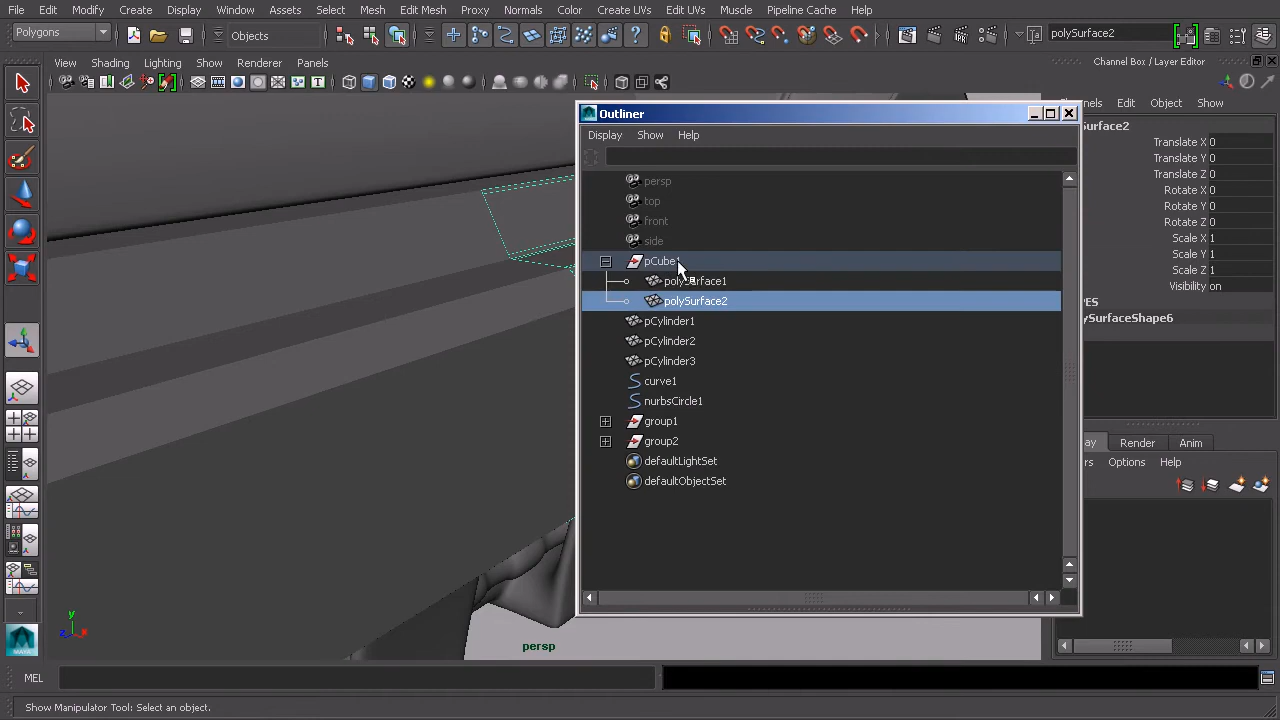 File Edit Modify Create Display Window Assets Select Mesh Edit Mesh Proxy Normals Color Create UVs Edit UVs Muscle Pipeline Cache Help
Polygons Objects polySurface2
View Shading Lighting Show Renderer Panels Channel Box / Layer Editor
Outliner
Edit Object Show
Display Show Help
Surface2
Translate X 0
Translate Y 0
Translate Z 0
Rotate X 0
Rotate Y 0
Rotate Z 0
Scale X 1
Scale Y 1
Scale Z 1
Visibility on
persp
top
front
side
pCube1
polySurface1
polySurface2
pCylinder1
pCylinder2
pCylinder3
curve1
nurbsCircle1
group1
group2
defaultLightSet
defaultObjectSet
PES
ySurfaceShape6
ay Render Anim
ers Options Help
y
z x
persp
MEL
Show Manipulator Tool: Select an object.